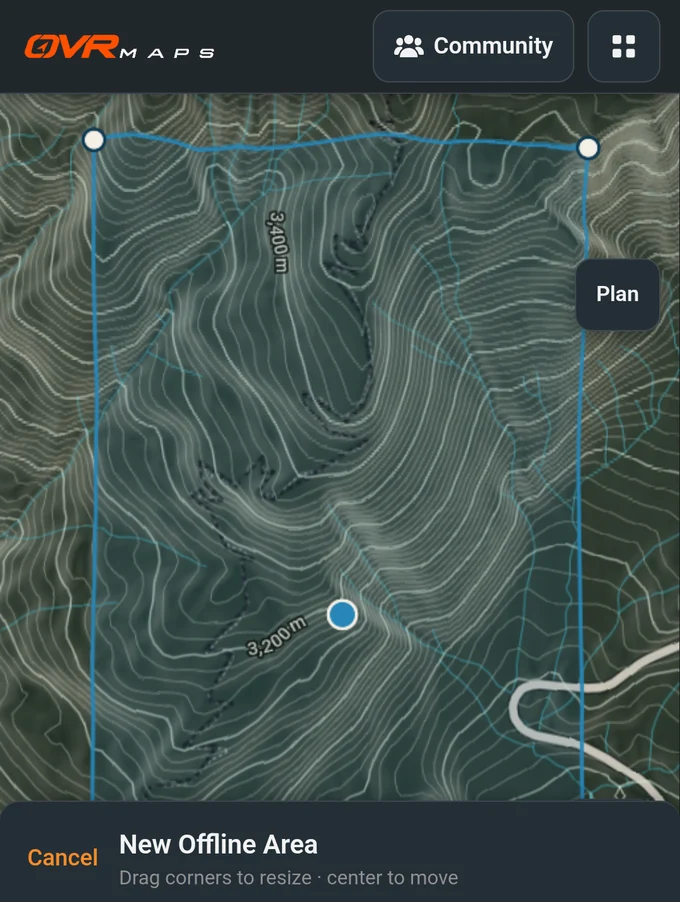 OVR MAPS
Community
3,400 m
Plan
3,200 m
Cancel
New Offline Area
Drag corners to resize · center to move